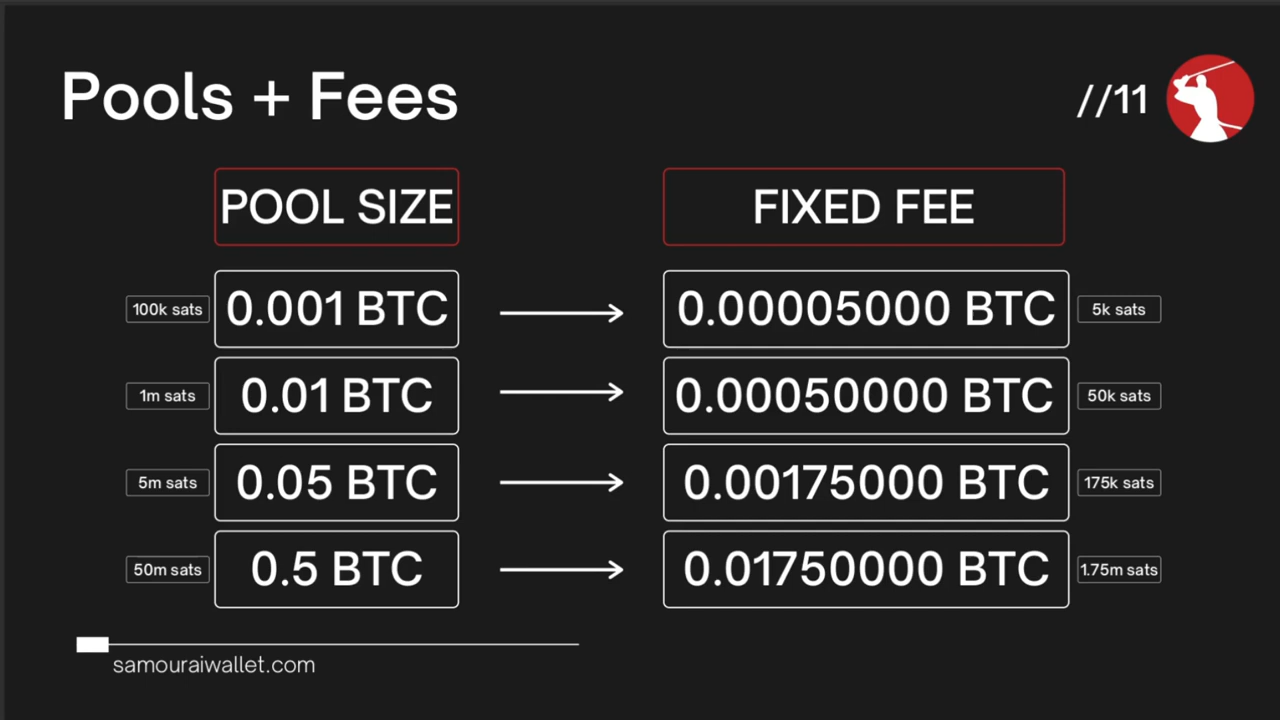 Pools + Fees
//11
POOL SIZE
FIXED FEE
100k sats
0.001 BTC
0.00005000 BTC
5k sats
1m sats
0.01 BTC
0.00050000 BTC
50k sats
5m sats
0.05 BTC
0.00175000 BTC
175k sats
50m sats
0.5 BTC
0.01750000 BTC
1.75m sats
samouraiwallet.com